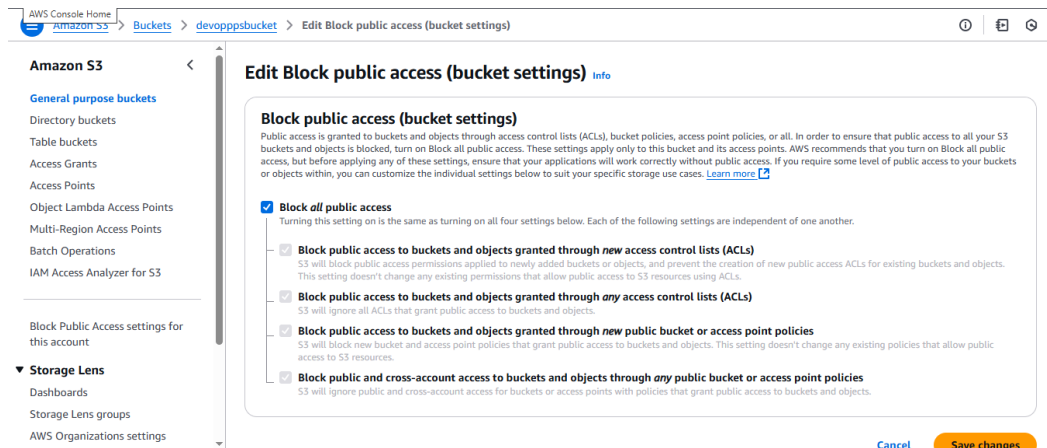 AWS Console Home
Amazon S3 > Buckets > devopppsbucket > Edit Block public access (bucket settings)
Amazon S3
General purpose buckets
Directory buckets
Table buckets
Access Grants
Access Points
Object Lambda Access Points
Multi-Region Access Points
Batch Operations
IAM Access Analyzer for S3
Block Public Access settings for
this account
Storage Lens
Dashboards
Storage Lens groups
AWS Organizations settings
Edit Block public access (bucket settings) Info
Block public access (bucket settings)
Public access is granted to buckets and objects through access control lists (ACLs), bucket policies, access point policies, or all. In order to ensure that public access to all your S3
buckets and objects is blocked, turn on Block all public access. These settings apply only to this bucket and its access points. AWS recommends that you turn on Block all public
access, but before applying any of these settings, ensure that your applications will work correctly without public access. If you require some level of public access to your buckets
or objects within, you can customize the individual settings below to suit your specific storage use cases. Learn more
Block all public access
Turning this setting on is the same as turning on all four settings below. Each of the following settings are independent of one another.
Block public access to buckets and objects granted through new access control lists (ACLs)
S3 will block public access permissions applied to newly added buckets or objects, and prevent the creation of new public access ACLs for existing buckets and objects.
This setting doesn't change any existing permissions that allow public access to S3 resources using ACLs.
Block public access to buckets and objects granted through any access control lists (ACLs)
S3 will ignore all ACLs that grant public access to buckets and objects.
Block public access to buckets and objects granted through new public bucket or access point policies
S3 will block new bucket and access point policies that grant public access to buckets and objects. This setting doesn't change any existing policies that allow public
access to S3 resources.
Block public and cross-account access to buckets and objects through any public bucket or access point policies
S3 will ignore public and cross-account access for buckets or access points with policies that grant public access to buckets and objects.
Cancel
Save changes